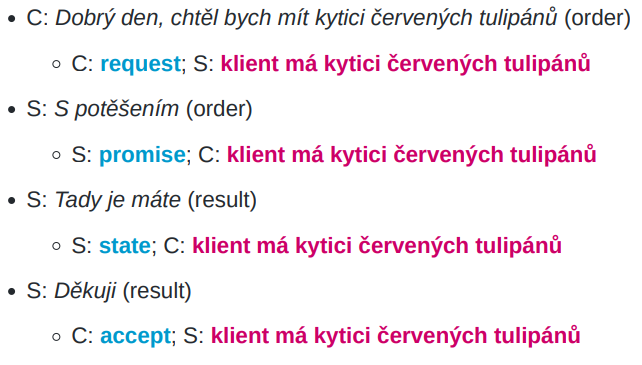 C: Dobrý den, chtěl bych mít kytici červených tulipánů (order)
C: request; S: klient má kytici červených tulipánů
S: S potěšením (order)
S: promise; C: klient má kytici červených tulipánů
S: Tady je máte (result)
S: state; C: klient má kytici červených tulipánů
S: Děkuji (result)
C: accept; S: klient má kytici červených tulipánů